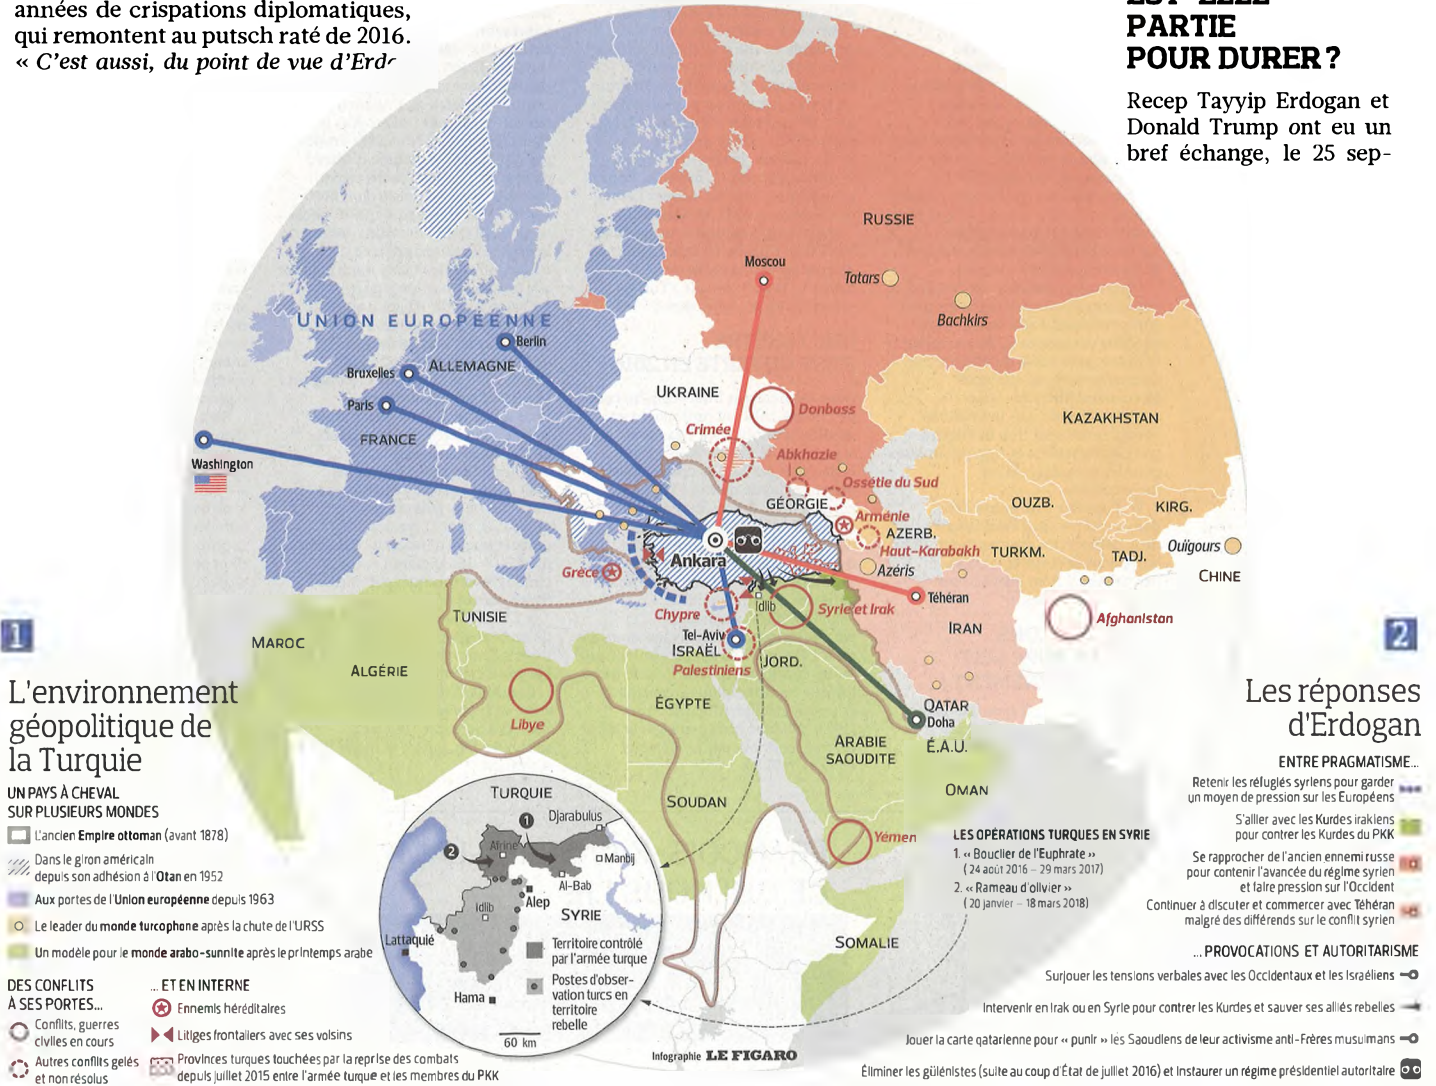 années de crispations diplomatiques,
qui remontent au putsch raté de 2016.
« C'est aussi, du point de vue d'Erd
PARTIE
POUR DURER ?
Recep Tayyip Erdogan et
Donald Trump ont eu un
bref échange, le 25 sep-
RUSSIE
Moscou
Tatars
Bachkirs
UNION EUROPÉENNE
Berlin
Bruxelles
ALLEMAGNE
Paris
FRANCE
Washington
UKRAINE
Donbass
Crimée
Abkhazie
Ossétie du Sud
GÉORGIE
Arménie
AZERB.
Haut-Karabakh
Azéris
KAZAKHSTAN
OUZB.
KIRG.
TURKM.
TADJ.
Ouïgours
CHINE
Ankara
Grèce
Chypre
Idlib
Syrie et Irak
Téhéran
IRAN
Afghanistan
Tel-Aviv
ISRAËL
Palestiniens
JORD.
TUNISIE
MAROC
ALGÉRIE
Libye
ÉGYPTE
QATAR
Doha
É.A.U.
ARABIE
SAOUDITE
OMAN
SOUDAN
Yémen
SOMALIE
1
L'environnement
géopolitique de
la Turquie
UN PAYS À CHEVAL
SUR PLUSIEURS MONDES
L'ancien Empire ottoman (avant 1878)
Dans le giron américain
depuis son adhésion à l'Otan en 1952
Aux portes de l'Union européenne depuis 1963
Le leader du monde turcophone après la chute de l'URSS
Un modèle pour le monde arabo-sunnite après le printemps arabe
DES CONFLITS
À SES PORTES...
Conflits, guerres
civiles en cours
Autres conflits gelés
et non résolus
... ET EN INTERNE
Ennemis héréditaires
Litiges frontaliers avec ses voisins
Provinces turques touchées par la reprise des combats
depuis juillet 2015 entre l'armée turque et les membres du PKK
TURQUIE
Djarabulus
1
2
Afrine
Manbij
Al-Bab
Alep
Idlib
SYRIE
Lattaquié
Hama
Territoire contrôlé
par l'armée turque
Postes d'obser-
vation turcs en
territoire
rebelle
60 km
LES OPÉRATIONS TURQUES EN SYRIE
1. « Bouclier de l'Euphrate »
( 24 août 2016 – 29 mars 2017)
2. « Rameau d'olivier »
( 20 janvier – 18 mars 2018)
Infographie LE FIGARO
2
Les réponses
d'Erdogan
ENTRE PRAGMATISME...
Retenir les réfugiés syriens pour garder
un moyen de pression sur les Européens
S'allier avec les Kurdes irakiens
pour contrer les Kurdes du PKK
Se rapprocher de l'ancien ennemi russe
pour contenir l'avancée du régime syrien
et faire pression sur l'Occident
Continuer à discuter et commercer avec Téhéran
malgré des différends sur le conflit syrien
...PROVOCATIONS ET AUTORITARISME
Surjouer les tensions verbales avec les Occidentaux et les Israéliens
Intervenir en Irak ou en Syrie pour contrer les Kurdes et sauver ses alliés rebelles
Jouer la carte qatarienne pour « punir » les Saoudiens de leur activisme anti-Frères musulmans
Éliminer les gülénistes (suite au coup d'État de juillet 2016) et instaurer un régime présidentiel autoritaire